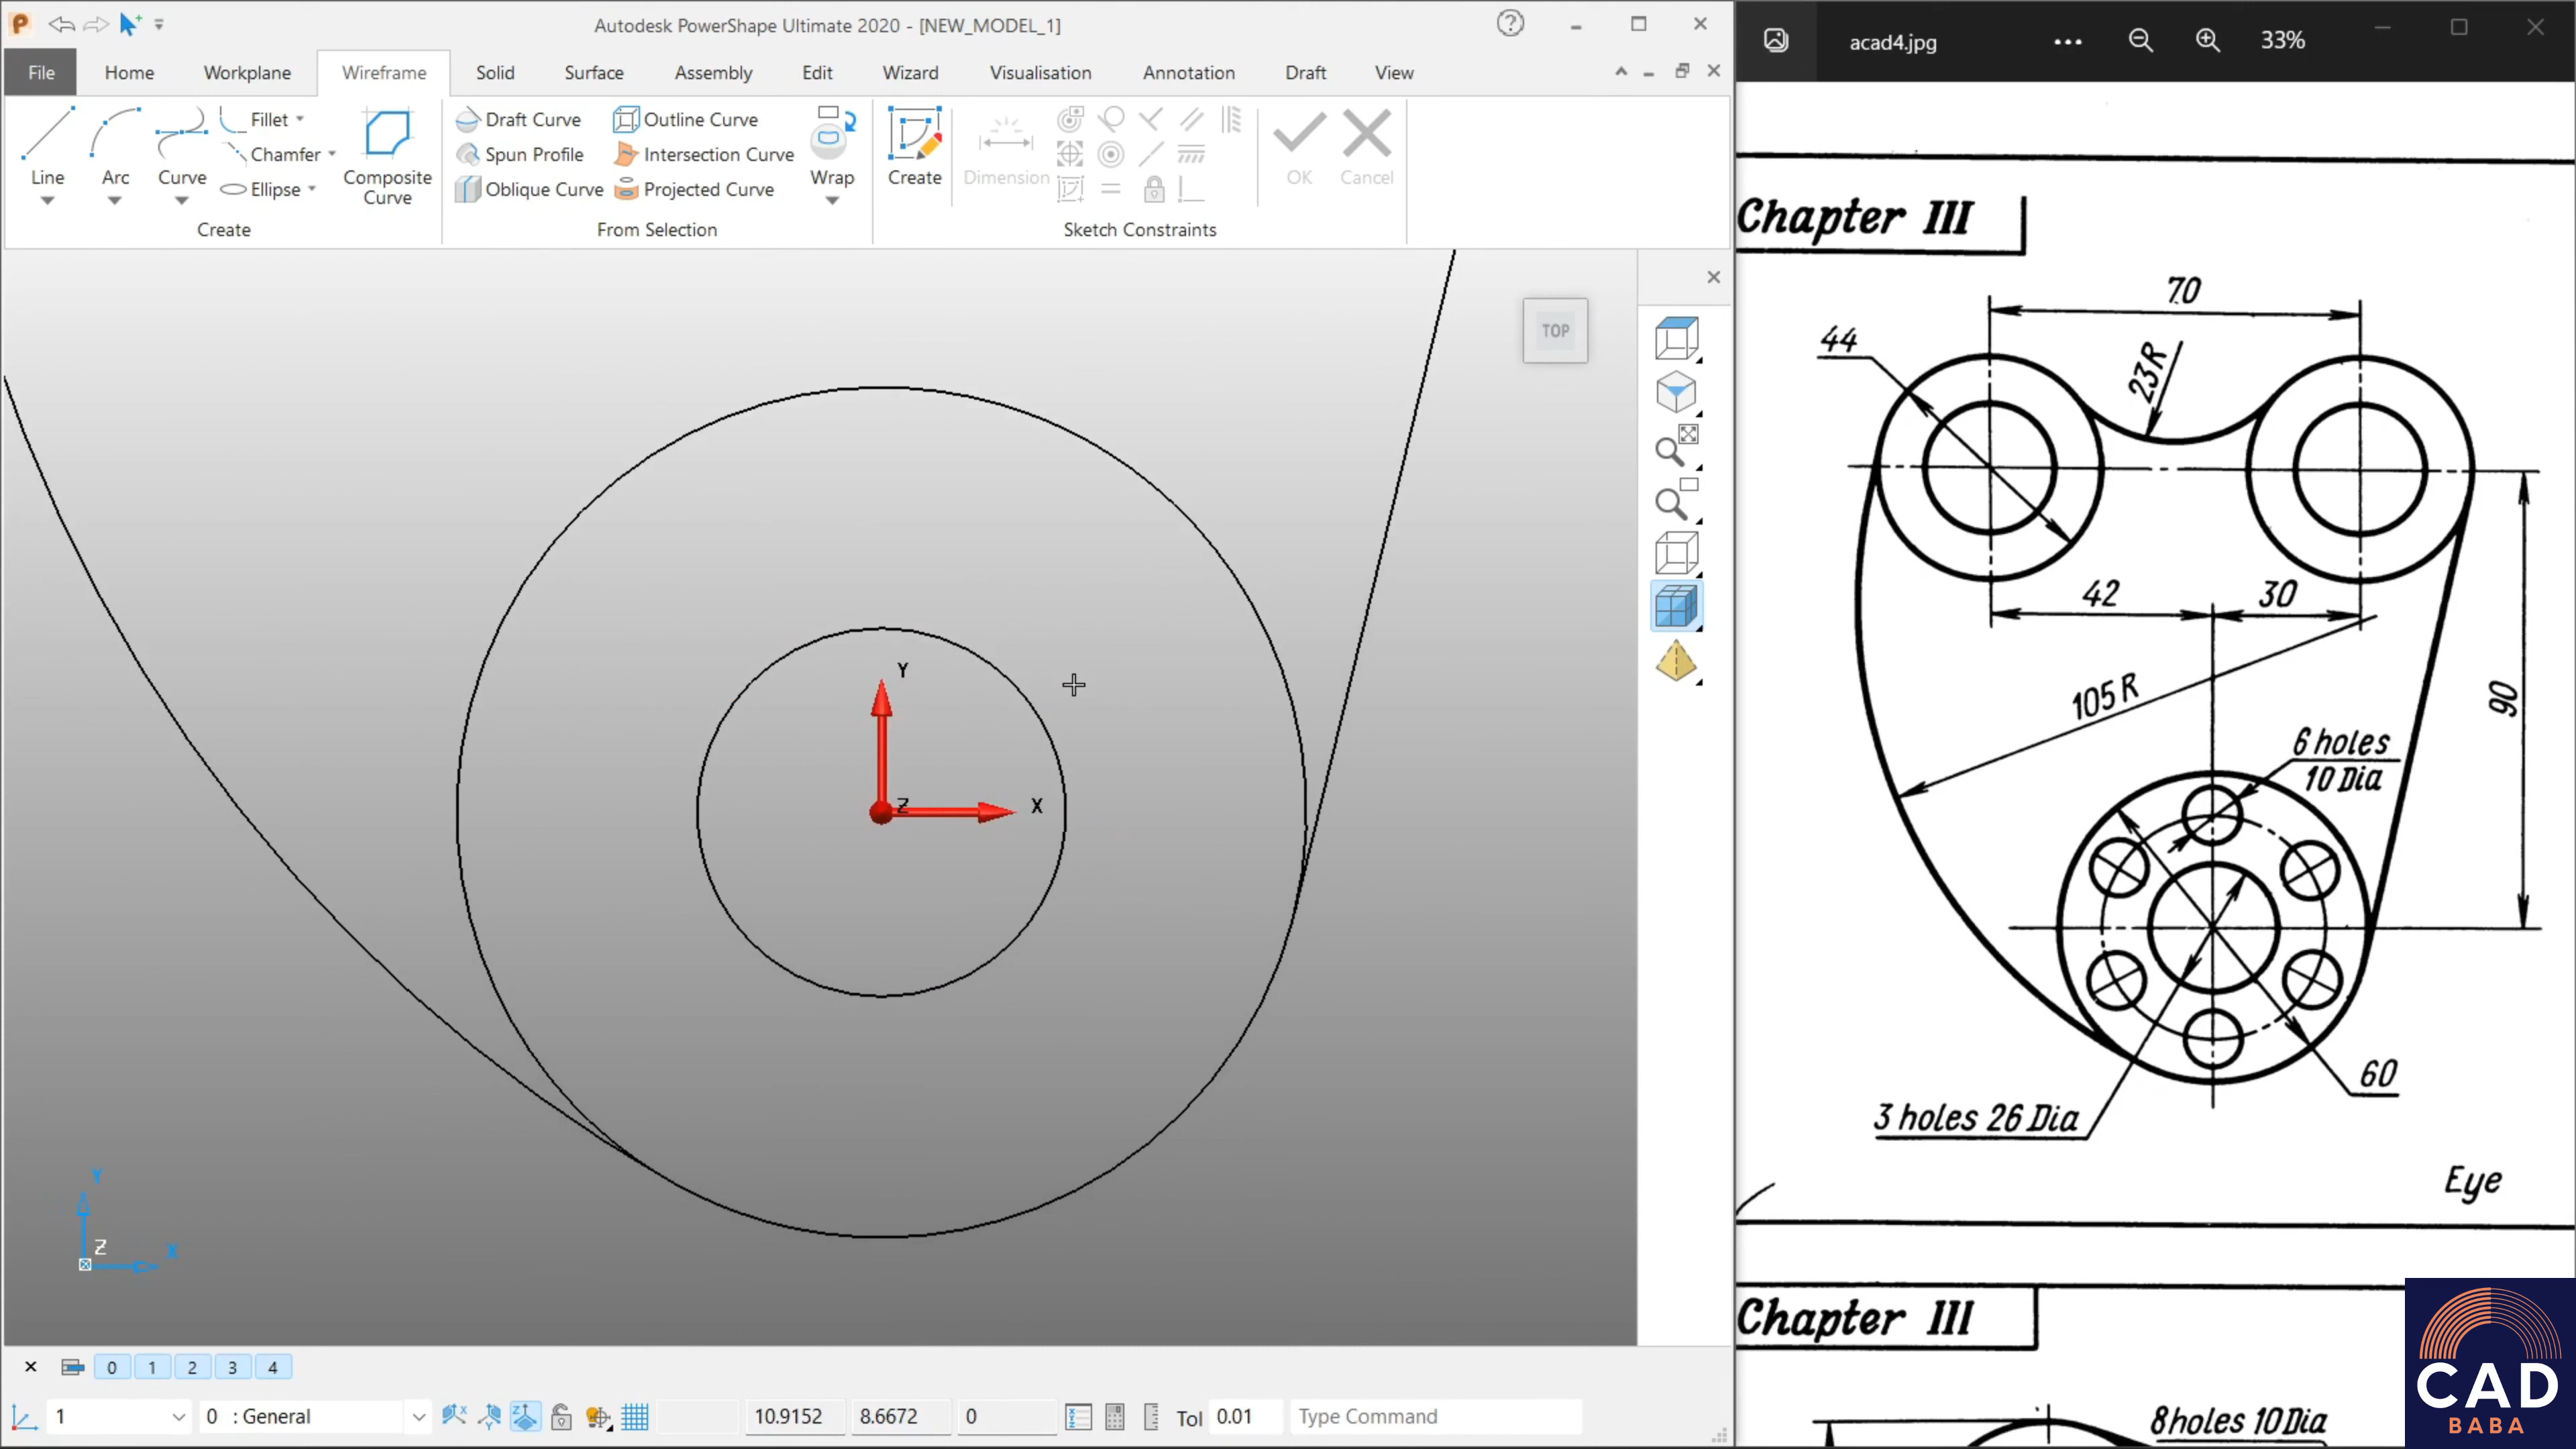 Autodesk PowerShape Ultimate 2020 - [NEW_MODEL_1]
File Home Workplane Wireframe Solid Surface Assembly Edit Wizard Visualisation Annotation Draft View
Line Arc Curve Fillet Chamfer Ellipse Composite Curve
Create
Draft Curve Outline Curve
Spun Profile Intersection Curve
Oblique Curve Projected Curve
Wrap
From Selection
Create Dimension OK Cancel
Sketch Constraints
TOP
Y
Z X
Y
Z X
0 1 2 3 4
1 0 : General 10.9152 8.6672 0 Tol 0.01 Type Command
acad4.jpg ••• 33%
Chapter III
70
44
23R
42 30
105 R
90
6 holes
10 Dia
60
3 holes 26 Dia
Eye
Chapter III
8 holes 10 Dia
CAD
BABA